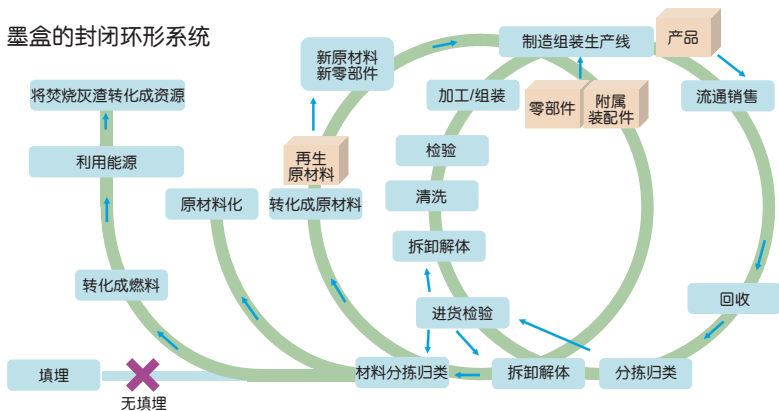 墨盒的封闭环形系统
制造组装生产线
产品
新原材料
新零部件
将焚烧灰渣转化成资源
加工/组装
零部件
附属
装配件
流通销售
利用能源
再生
原材料
检验
原材料化
转化成原材料
清洗
拆卸解体
转化成燃料
进货检验
回收
填埋
无填埋
材料分拣归类
拆卸解体
分拣归类